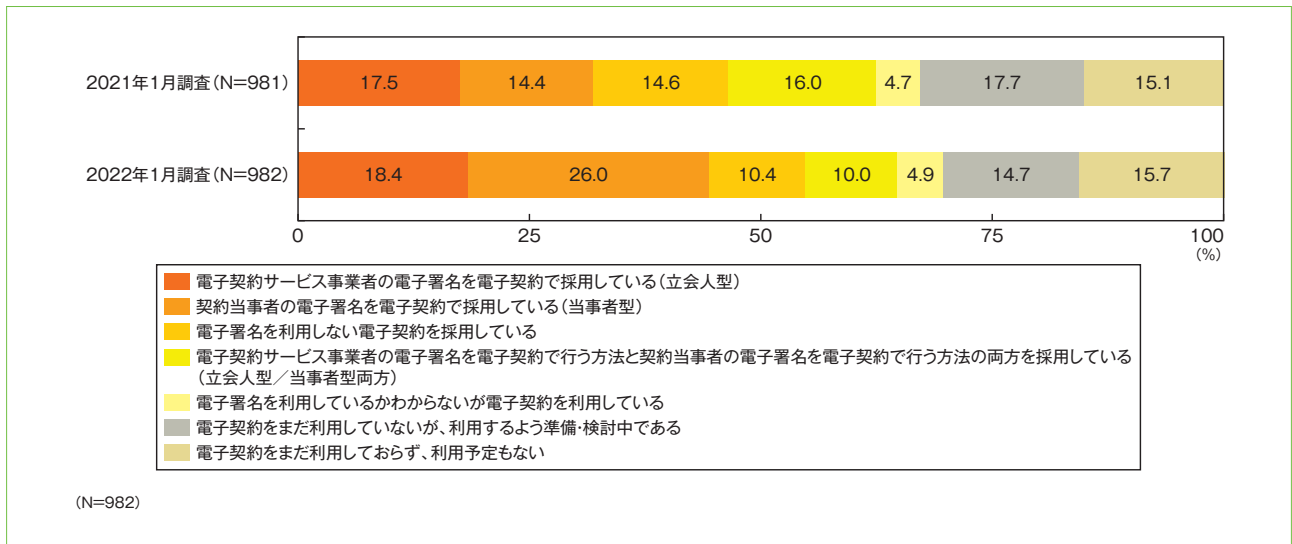 2021年1月調査(N=981)
17.5 14.4 14.6 16.0 4.7 17.7 15.1
2022年1月調査(N=982)
18.4 26.0 10.4 10.0 4.9 14.7 15.7
0 25 50 75 100
(%)
電子契約サービス事業者の電子署名を電子契約で採用している(立会人型)
契約当事者の電子署名を電子契約で採用している(当事者型)
電子署名を利用しない電子契約を採用している
電子契約サービス事業者の電子署名を電子契約で行う方法と契約当事者の電子署名を電子契約で行う方法の両方を採用している
(立会人型/当事者型両方)
電子署名を利用しているかわからないが電子契約を利用している
電子契約をまだ利用していないが、利用するよう準備・検討中である
電子契約をまだ利用しておらず、利用予定もない
(N=982)